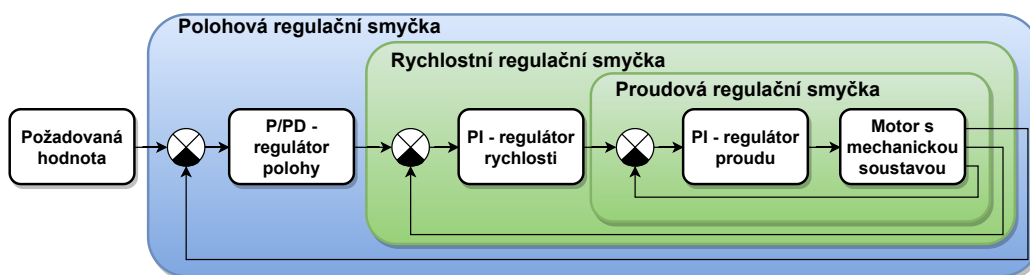 Polohová regulační smyčka
Rychlostní regulační smyčka
Proudová regulační smyčka
Požadovaná
hodnota
P/PD -
regulátor
polohy
PI - regulátor
rychlosti
PI - regulátor
proudu
Motor s
mechanickou
soustavou